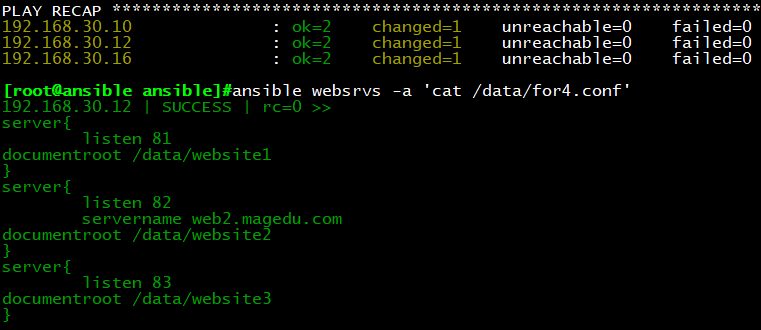 PLAY RECAP *********************************************************************
192.168.30.10              : ok=2    changed=1    unreachable=0    failed=0
192.168.30.12              : ok=2    changed=1    unreachable=0    failed=0
192.168.30.16              : ok=2    changed=1    unreachable=0    failed=0
[root@ansible ansible]#ansible websrvs -a 'cat /data/for4.conf'
192.168.30.12 | SUCCESS | rc=0 >>
server{
        listen 81
documentroot /data/website1
}
server{
        listen 82
        servername web2.magedu.com
documentroot /data/website2
}
server{
        listen 83
documentroot /data/website3
}